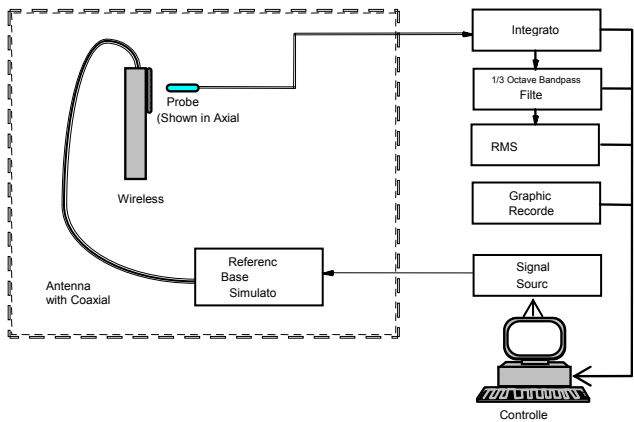 Integrato
1/3 Octave Bandpass
Filte
Probe
(Shown in Axial
RMS
Wireless
Graphic
Recorde
Referenc
Base
Simulato
Signal
Sourc
Antenna
with Coaxial
Controlle